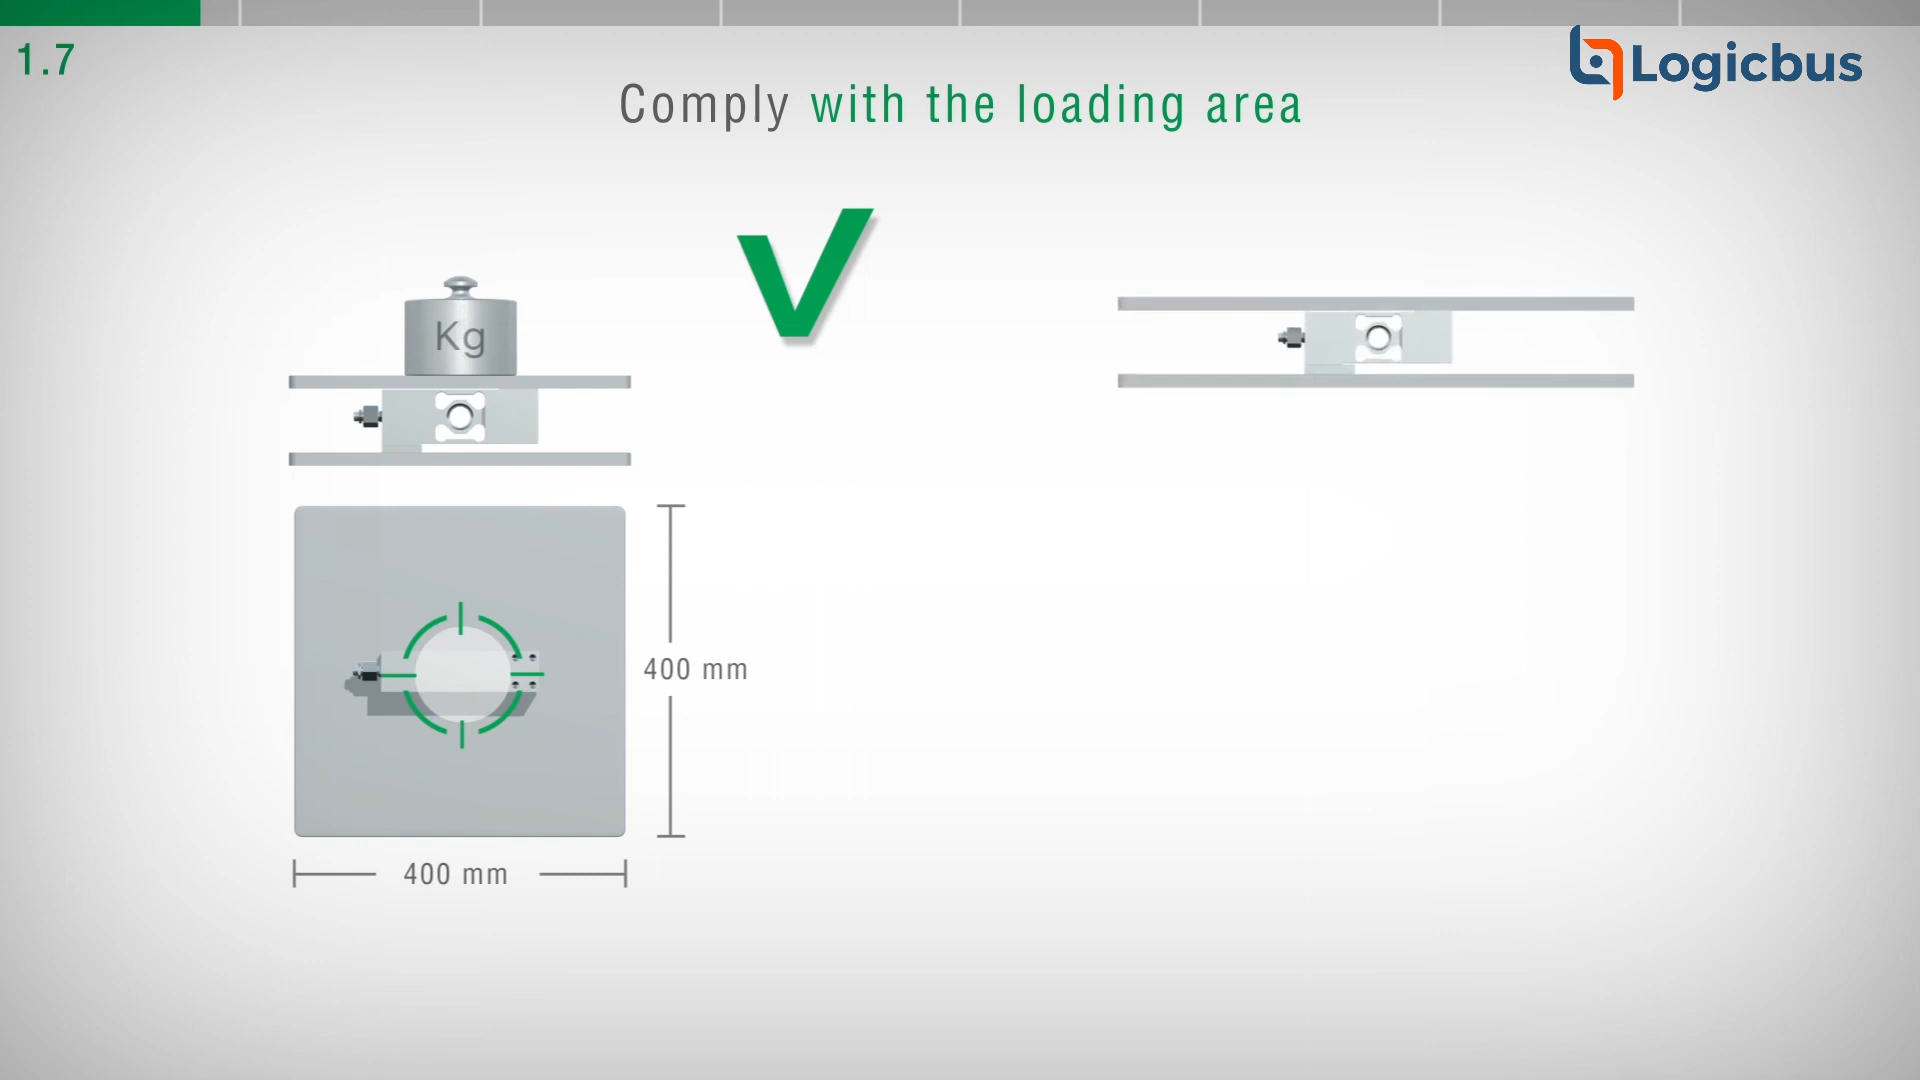 1.7
Logicbus
Comply with the loading area
Kg
400 mm
400 mm